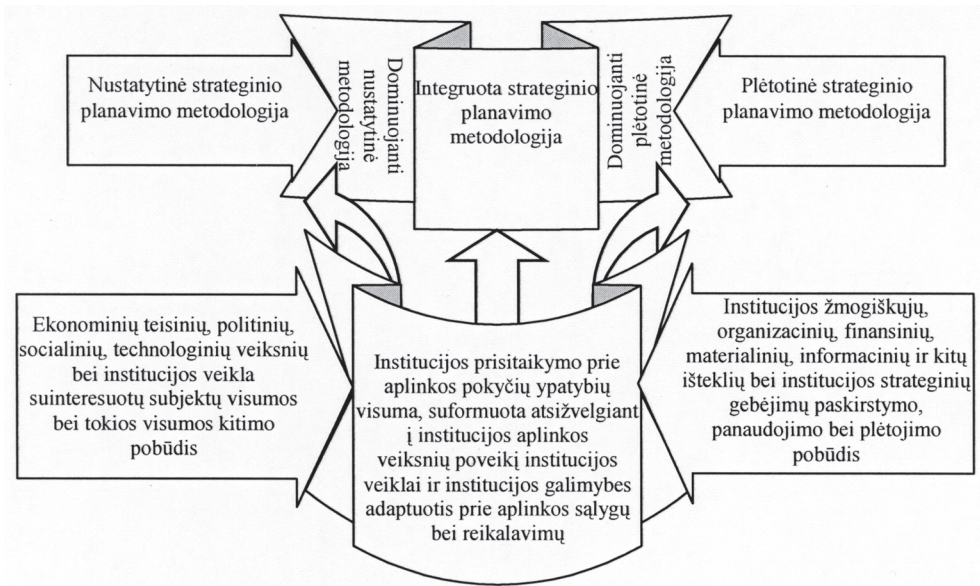 Nustatytinė strateginio
planavimo metodologija
Dominuojanti
nustatytinė
metodologija
Integruota strateginio
planavimo
metodologija
Dominuojanti
plėtotinė
metodologija
Plėtotinė strateginio
planavimo metodologija
Ekonominių teisinių, politinių,
socialinių, technologinių veiksnių
bei institucijos veikla
suinteresuotų subjektų visumos
bei tokios visumos kitimo
pobūdis
Institucijos prisitaikymo prie
aplinkos pokyčių ypatybių
visuma, suformuota atsižvelgiant
į institucijos aplinkos
veiksnių poveikį institucijos
veiklai ir institucijos galimybes
adaptuotis prie aplinkos sąlygų
bei reikalavimų
Institucijos žmogiškųjų,
organizacinių, finansinių,
materialinių, informacinių ir kitų
išteklių bei institucijos strateginių
gebėjimų paskirstymo,
panaudojimo bei plėtojimo
pobūdis